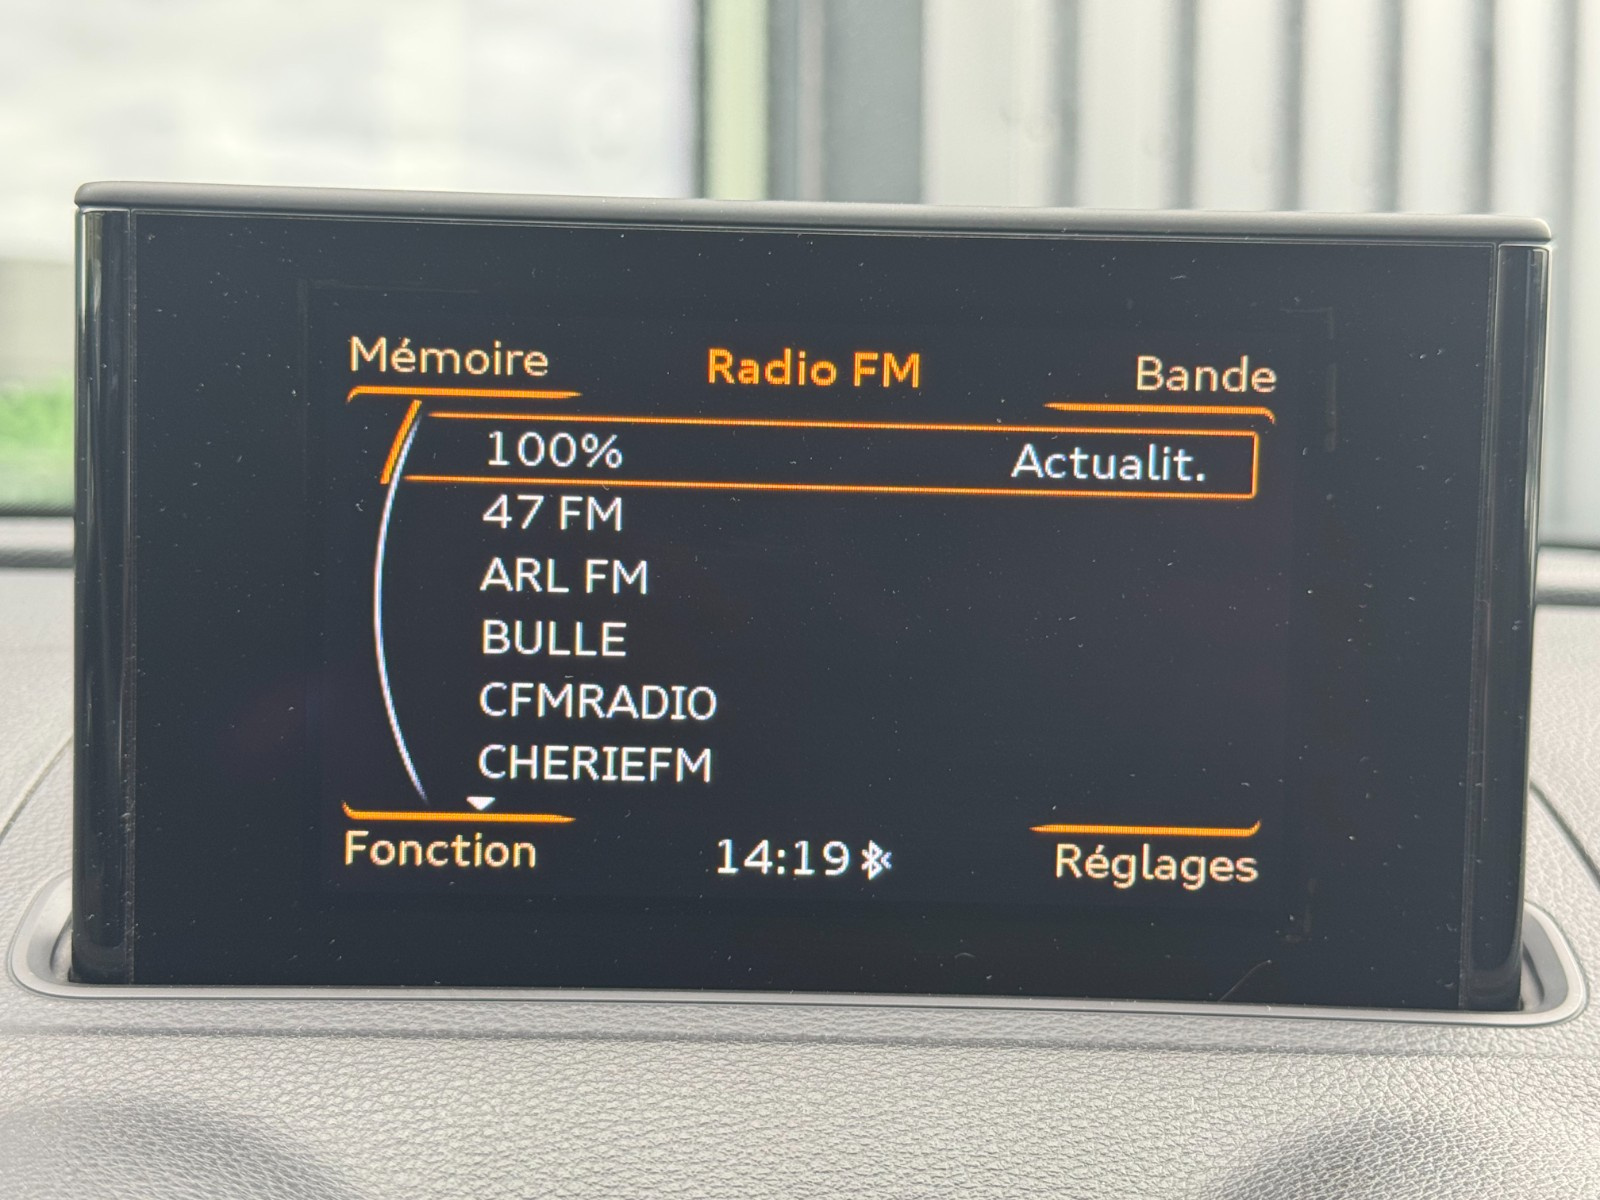 Mémoire Radio FM Bande
100% Actualit.
47 FM
ARL FM
BULLE
CFMRADIO
CHERIEFM
Fonction 14:19 Réglages